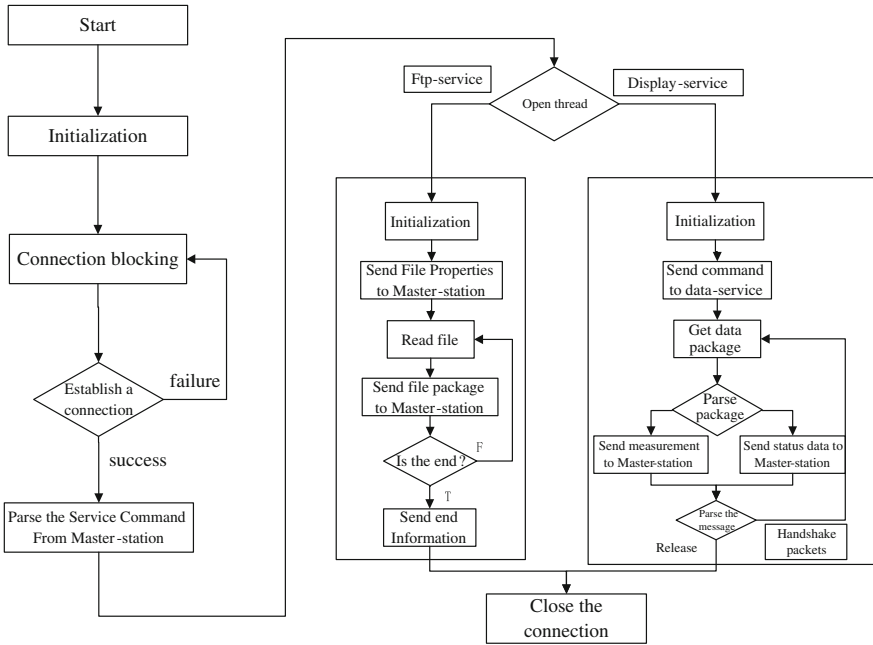 Start
Initialization
Connection blocking
Establish a
connection
failure
success
Parse the Service Command
From Master-station
Ftp-service
Open thread
Display-service
Initialization
Send File Properties
to Master-station
Read file
Send file package
to Master-station
Is the end?
F
T
Send end
Information
Initialization
Send command
to data-service
Get data
package
Parse
package
Send measurement
to Master-station
Send status data to
Master-station
Parse the
message
Release
Handshake
packets
Close the
connection